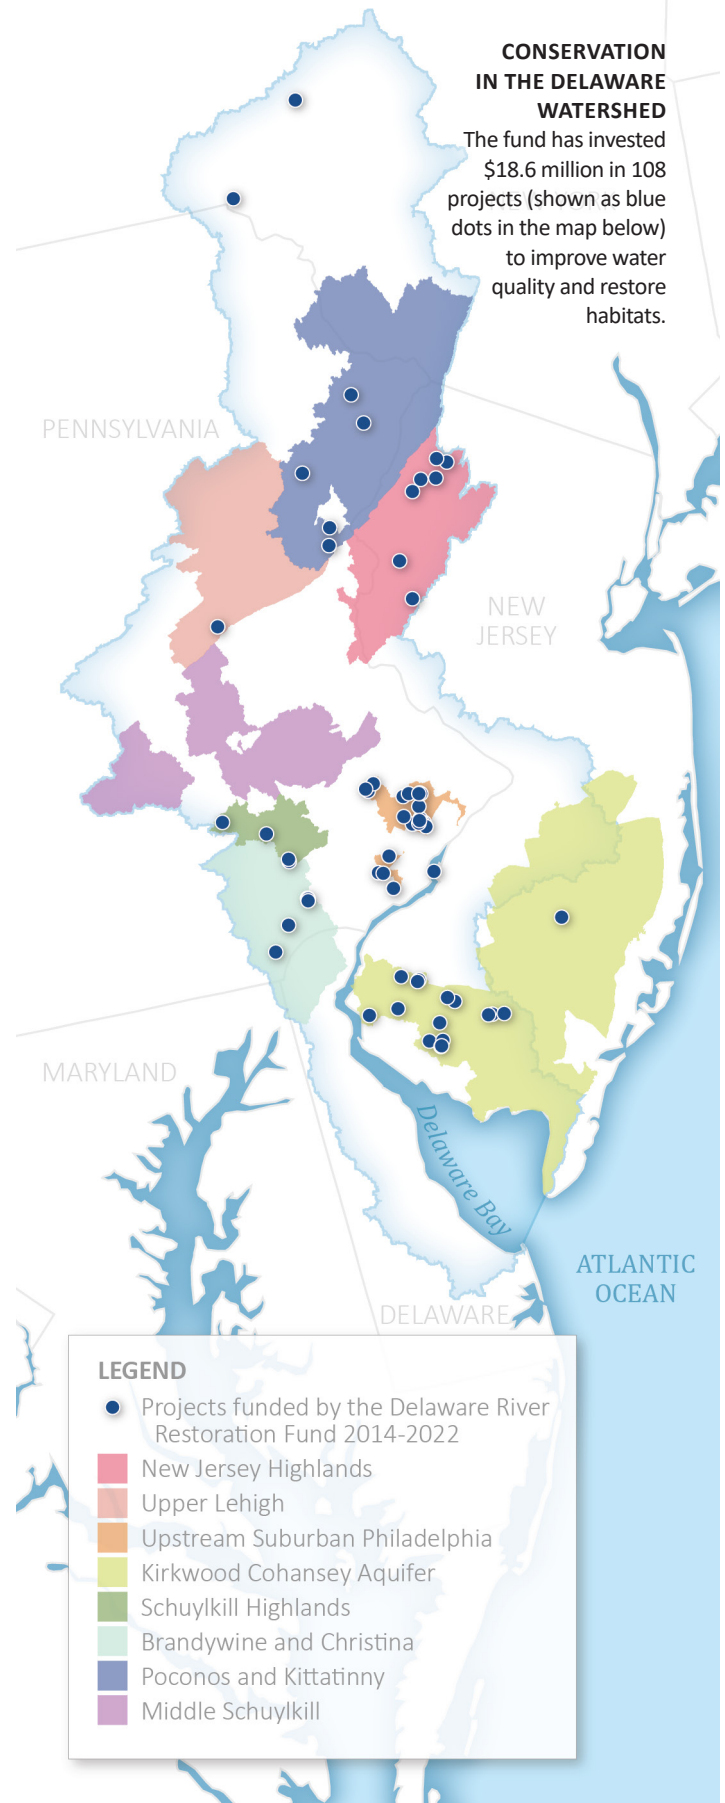 CONSERVATION
IN THE DELAWARE
WATERSHED
The fund has invested
$18.6 million in 108
projects (shown as blue
dots in the map below)
to improve water
quality and restore
habitats.
NEW YORK
PENNSYLVANIA
NEW
JERSEY
MARYLAND
Delaware Bay
ATLANTIC
OCEAN
DELAWARE
LEGEND
Projects funded by the Delaware River
Restoration Fund 2014-2022
New Jersey Highlands
Upper Lehigh
Upstream Suburban Philadelphia
Kirkwood Cohansey Aquifer
Schuylkill Highlands
Brandywine and Christina
Poconos and Kittatinny
Middle Schuylkill